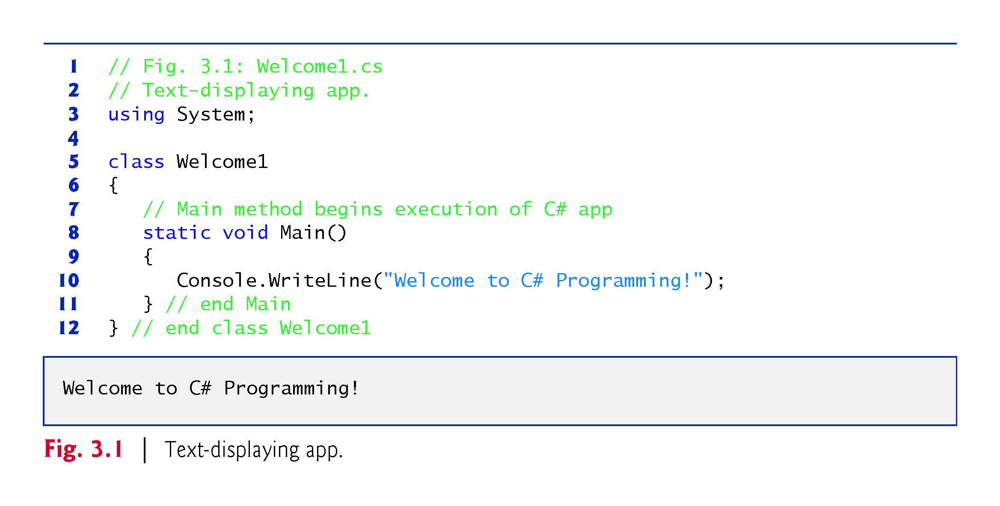 1 // Fig. 3.1: Welcome1.cs
2 // Text-displaying app.
3 using System;
4
5 class Welcome1
6 {
7    // Main method begins execution of C# app
8    static void Main()
9    {
10       Console.WriteLine("Welcome to C# Programming!");
11    } // end Main
12 } // end class Welcome1
Welcome to C# Programming!
Fig. 3.1 | Text-displaying app.